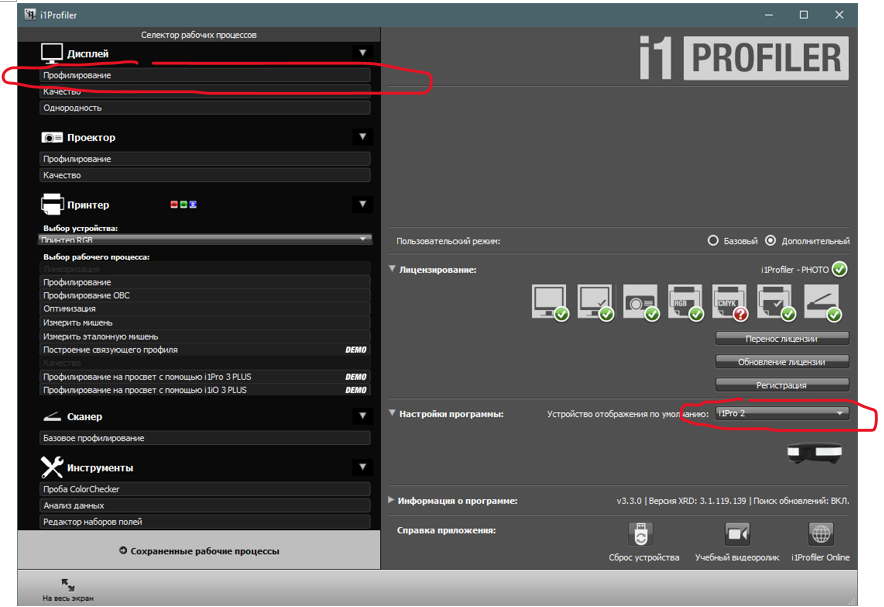 i1Profiler
Селектор рабочих процессов
Дисплей
Профилирование
Качество
Однородность
Проектор
Профилирование
Качество
Принтер
Выбор устройства:
Принтер RGB
Выбор рабочего процесса:
Линеаризация
Профилирование
Профилирование ОВС
Оптимизация
Измерить мишень
Измерить эталонную мишень
Построение связующего профиля DEMO
Качество
Профилирование на просвет с помощью i1Pro 3 PLUS DEMO
Профилирование на просвет с помощью i1iO 3 PLUS DEMO
Сканер
Базовое профилирование
Инструменты
Проба ColorChecker
Анализ данных
Редактор наборов полей
Сохраненные рабочие процессы
На весь экран
i1 PROFILER
Пользовательский режим: Базовый Дополнительный
Лицензирование: i1Profiler - PHOTO
RGB CMYK
Перенос лицензии
Обновление лицензии
Регистрация
Настройки программы: Устройство отображения по умолчанию: i1Pro 2
Информация о программе: v3.3.0 | Версия XRD: 3.1.119.139 | Поиск обновлений: ВКЛ.
Справка приложения:
Сброс устройства Учебный видеоролик i1Profiler Online